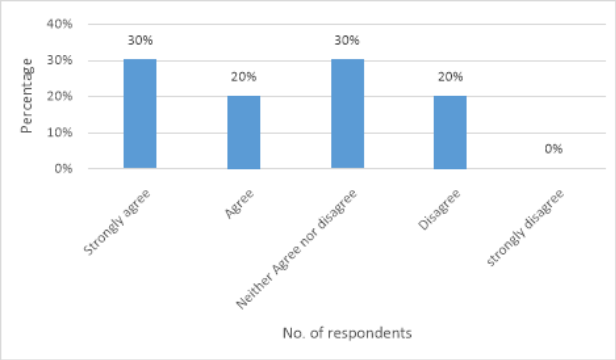 40%
30%
20%
10%
0%
Percentage
30%
20%
30%
20%
0%
Strongly agree
Agree
Neither Agree nor disagree
Disagree
strongly disagree
No. of respondents